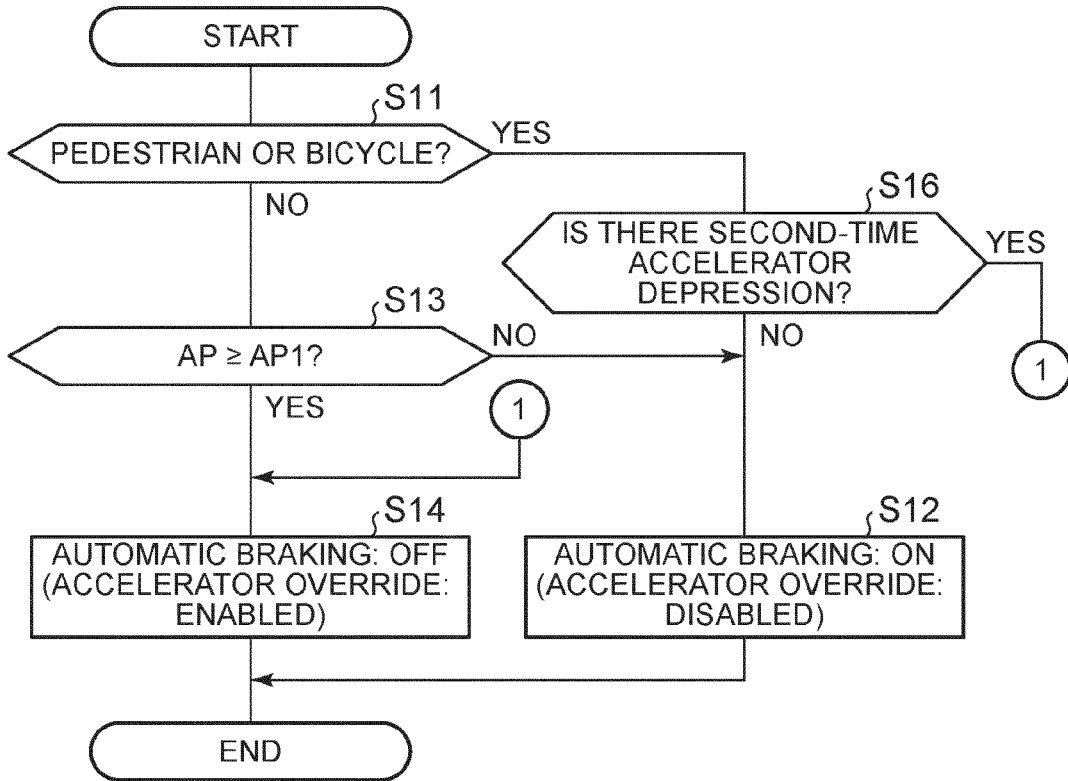 START
S11
PEDESTRIAN OR BICYCLE?
YES
NO
S16
IS THERE SECOND-TIME
ACCELERATOR
DEPRESSION?
YES
NO
1
S13
AP ≥ AP1?
NO
YES
1
S14
AUTOMATIC BRAKING: OFF
(ACCELERATOR OVERRIDE:
ENABLED)
S12
AUTOMATIC BRAKING: ON
(ACCELERATOR OVERRIDE:
DISABLED)
END